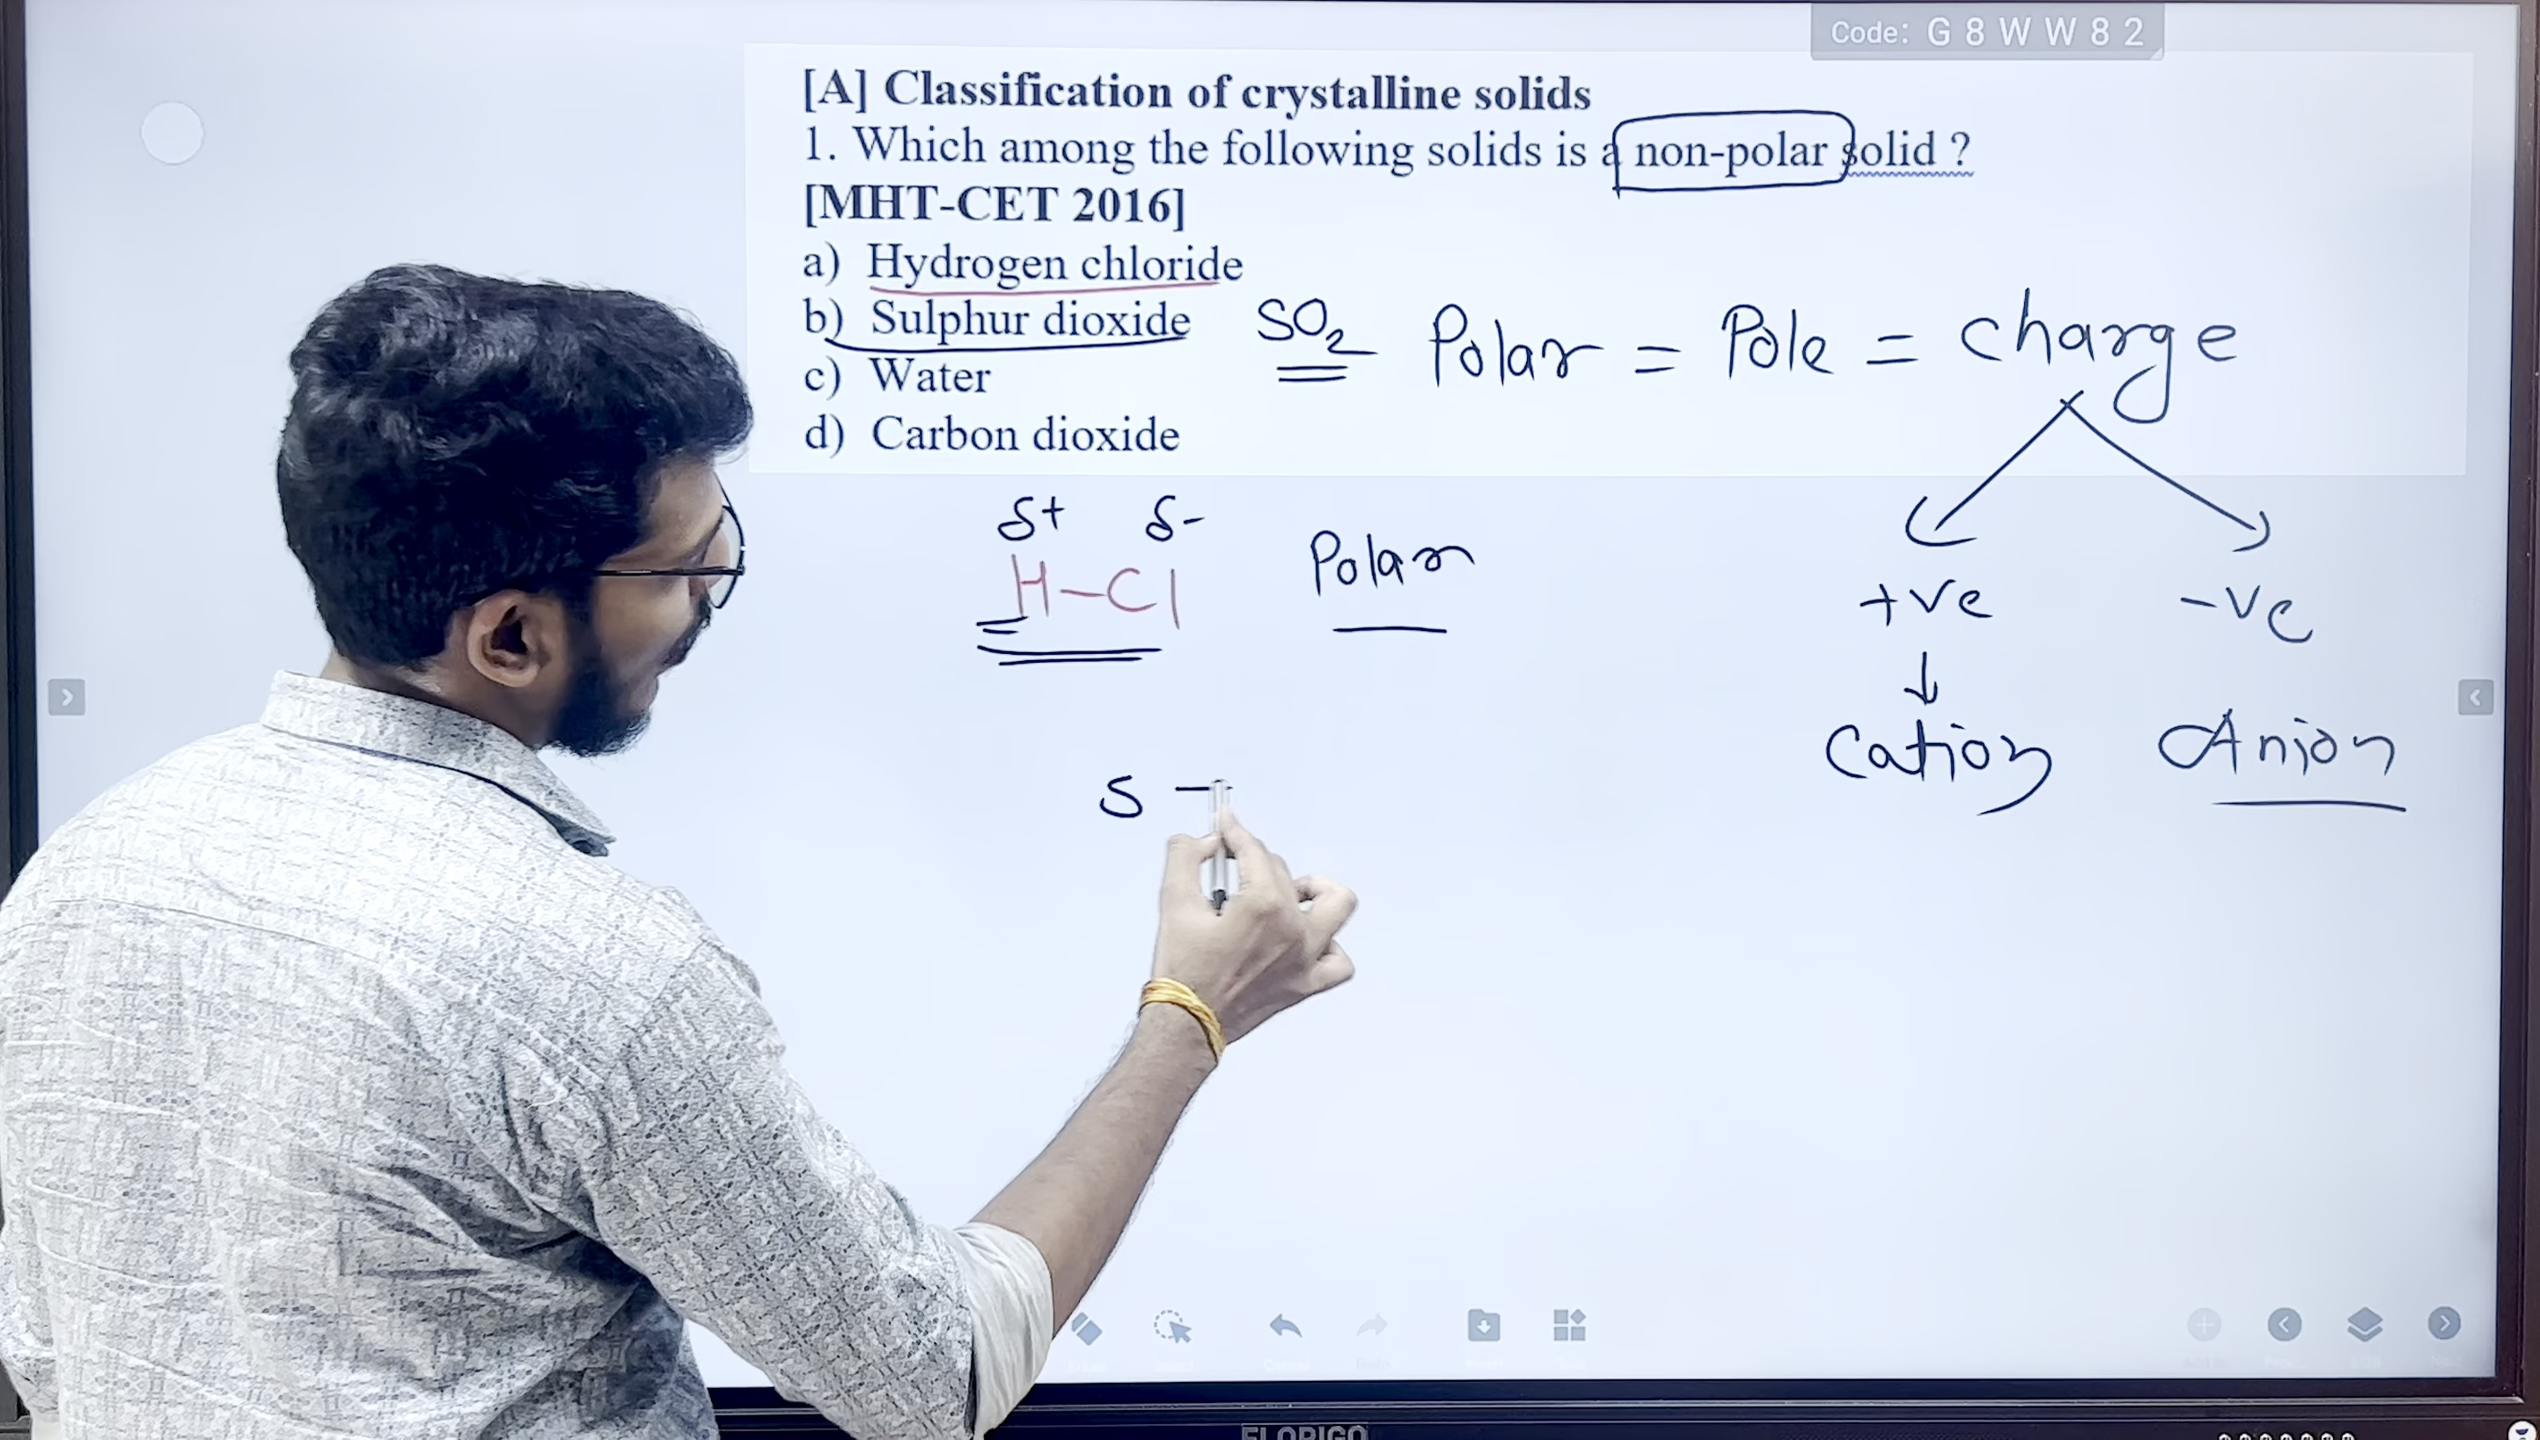 Code: G 8 W W 8 2
[A] Classification of crystalline solids
1. Which among the following solids is a non-polar solid ?
[MHT-CET 2016]
a) Hydrogen chloride
b) Sulphur dioxide
SO₂ Polar = Pole = charge
c) Water
d) Carbon dioxide
δ+ δ-
H-Cl Polar
+ve -ve
↓
Cation Anion
S -